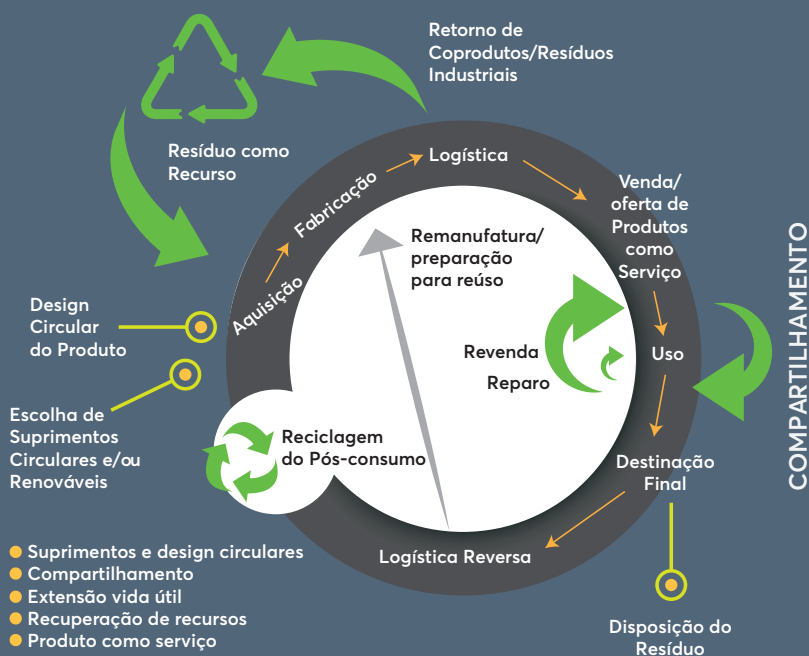 Retorno de
Coprodutos/Resíduos
Industriais
Resíduo como
Recurso
Logística
Fabricação
Aquisição
Venda/
oferta de
Produtos
como
Serviço
Remanufatura/
preparação
para reúso
COMPARTILHAMENTO
Design
Circular
do Produto
Revenda
Reparo
Uso
Escolha de
Suprimentos
Circulares e/ou
Renováveis
Reciclagem
do Pós-consumo
Destinação
Final
Logística Reversa
Suprimentos e design circulares
Compartilhamento
Extensão vida útil
Recuperação de recursos
Produto como serviço
Disposição do
Resíduo